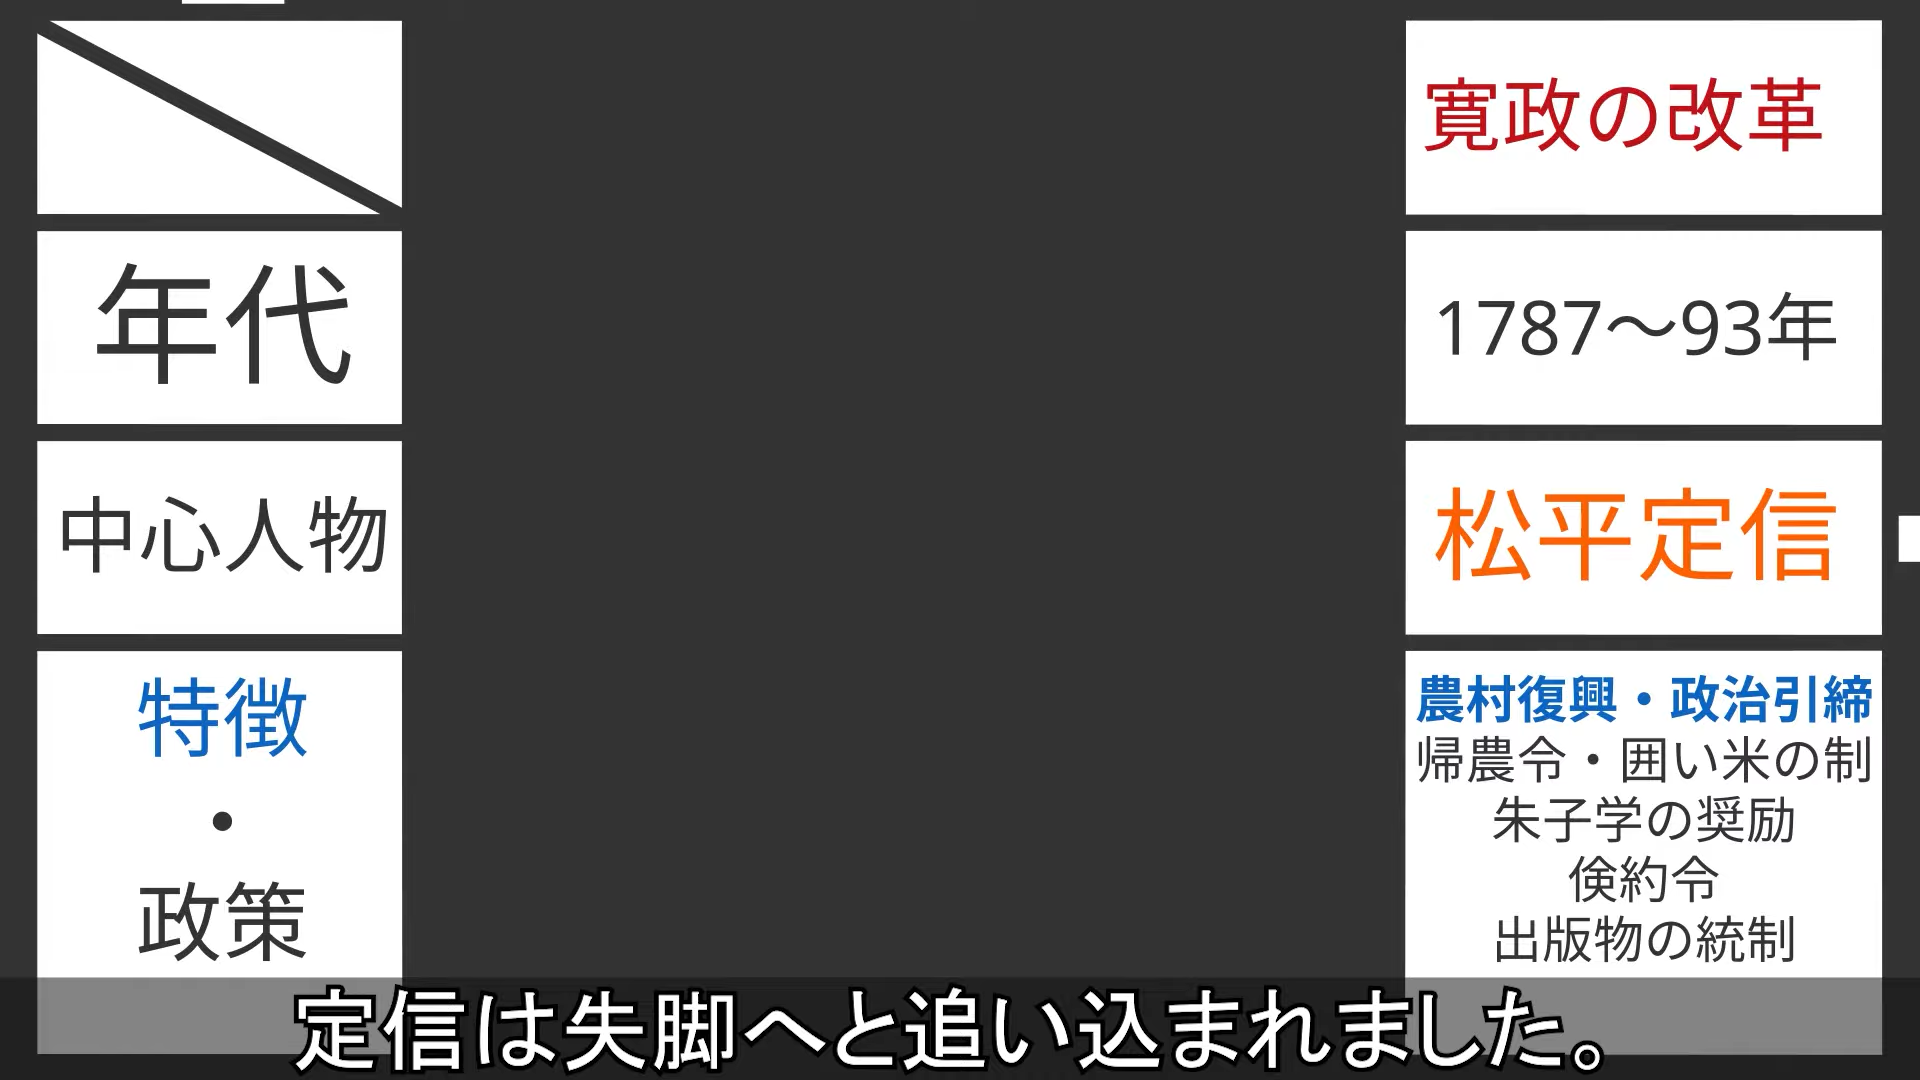 寛政の改革
年代
1787～93年
中心人物
松平定信
特徴
・
政策
農村復興・政治引締
帰農令・囲い米の制
朱子学の奨励
倹約令
出版物の統制
定信は失脚へと追い込まれました。